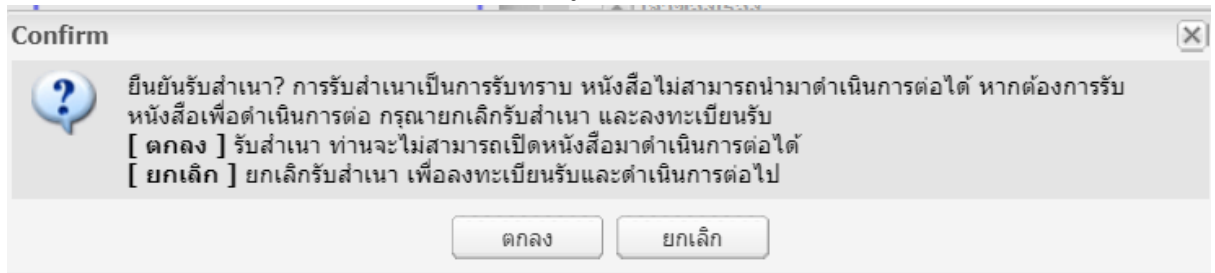 Confirm
ยืนยันรับสำเนา? การรับสำเนาเป็นการรับทราบ หนังสือไม่สามารถนำมาดำเนินการต่อได้ หากต้องการรับ
หนังสือเพื่อดำเนินการต่อ กรุณายกเลิกรับสำเนา และลงทะเบียนรับ
[ ตกลง ] รับสำเนา ท่านจะไม่สามารถเปิดหนังสือมาดำเนินการต่อได้
[ ยกเลิก ] ยกเลิกรับสำเนา เพื่อลงทะเบียนรับและดำเนินการต่อไป
ตกลง ยกเลิก